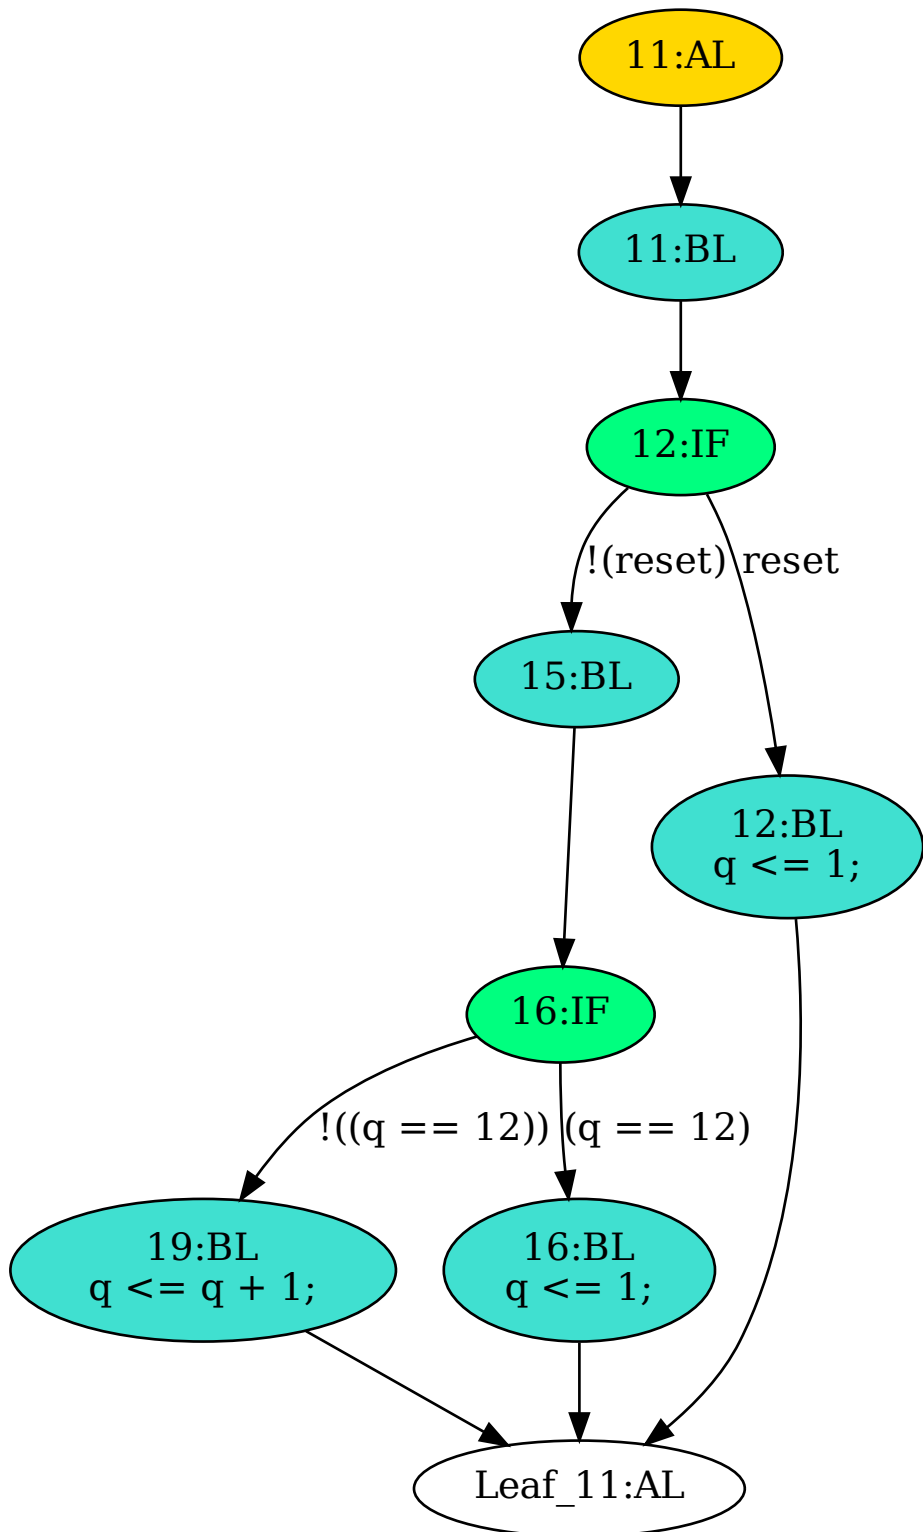 11:AL
11:BL
12:IF
!(reset)
reset
15:BL
12:BL
q <= 1;
16:IF
!((q == 12))
(q == 12)
19:BL
q <= q + 1;
16:BL
q <= 1;
Leaf_11:AL